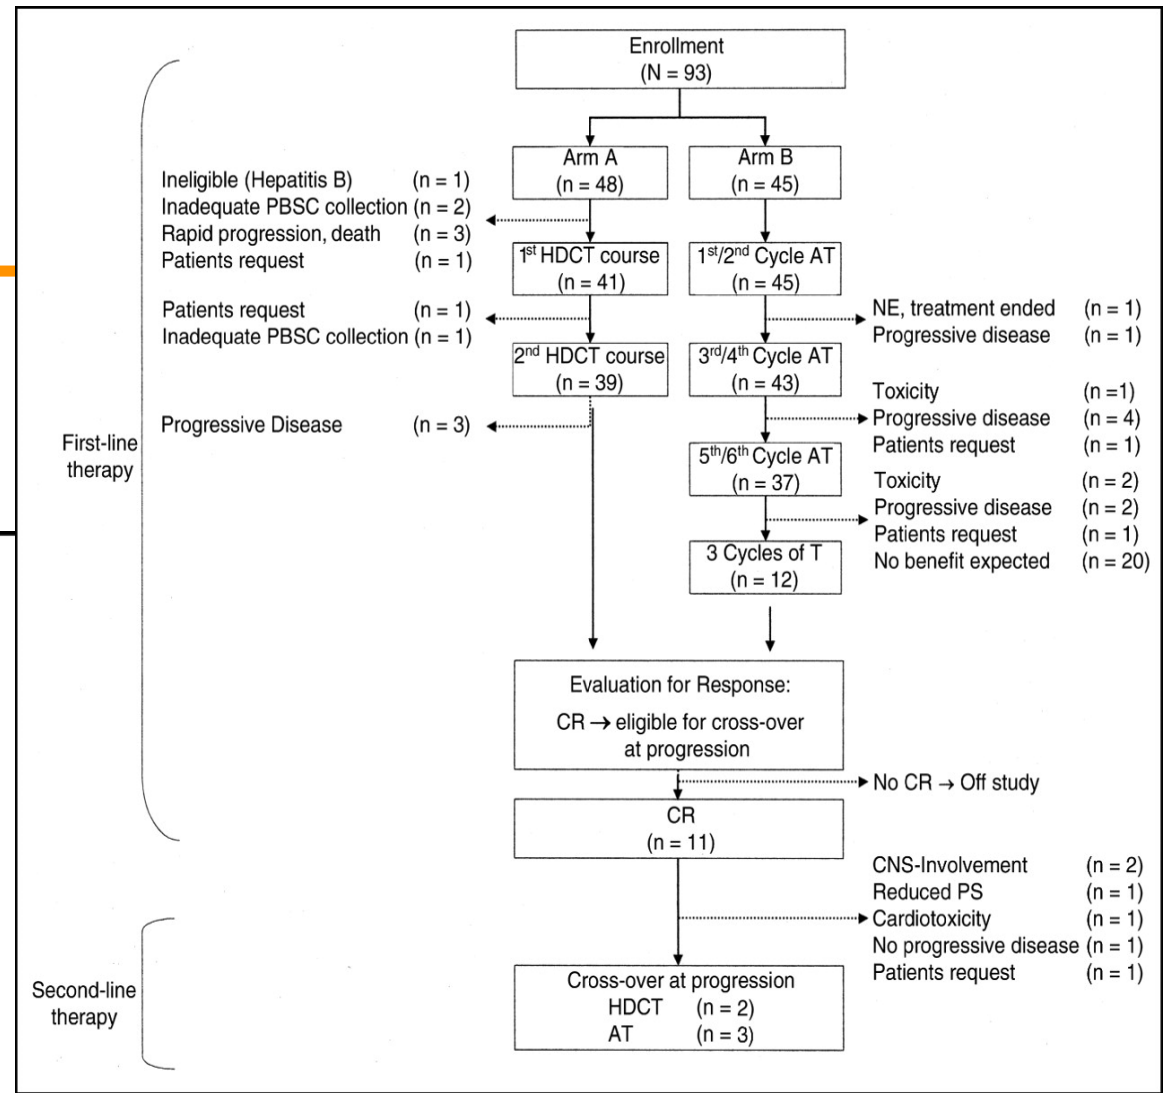 Enrollment
(N = 93)
Arm A
(n = 48)
Arm B
(n = 45)
Ineligible (Hepatitis B) (n = 1)
Inadequate PBSC collection (n = 2)
Rapid progression, death (n = 3)
Patients request (n = 1)
1st HDCT course
(n = 41)
1st/2nd Cycle AT
(n = 45)
Patients request (n = 1)
Inadequate PBSC collection (n = 1)
NE, treatment ended (n = 1)
Progressive disease (n = 1)
2nd HDCT course
(n = 39)
3rd/4th Cycle AT
(n = 43)
Progressive Disease (n = 3)
Toxicity (n =1)
Progressive disease (n = 4)
Patients request (n = 1)
First-line
therapy
5th/6th Cycle AT
(n = 37)
Toxicity (n = 2)
Progressive disease (n = 2)
Patients request (n = 1)
No benefit expected (n = 20)
3 Cycles of T
(n = 12)
Evaluation for Response:
CR → eligible for cross-over
at progression
No CR → Off study
CR
(n = 11)
CNS-Involvement (n = 2)
Reduced PS (n = 1)
Cardiotoxicity (n = 1)
No progressive disease (n = 1)
Patients request (n = 1)
Second-line
therapy
Cross-over at progression
HDCT (n = 2)
AT (n = 3)